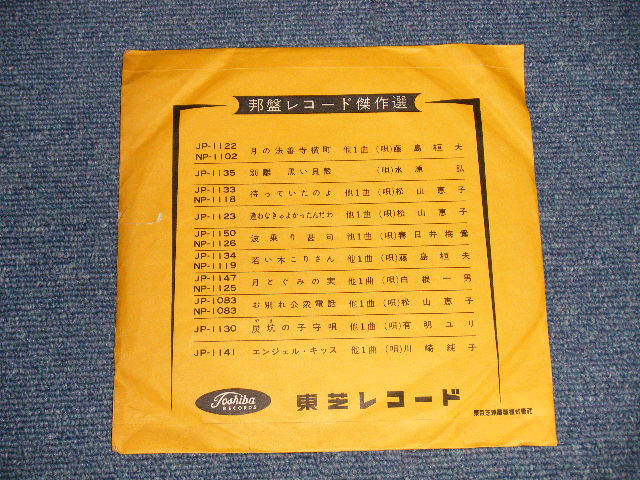 邦盤レコード傑作選
JP-1122 月の法善寺横町 他1曲 (唄)藤島桓夫
NP-1102
JP-1135 別離 黒い貝殻 (唄)水原弘
JP-1133 待っていたのよ 他1曲 (唄)松山恵子
NP-1118
JP-1123 逢わなきゃよかったんだわ 他1曲 (唄)松山恵子
JP-1150 波乗り甚句 他1曲 (唄)春日井梅鶯
NP-1126
JP-1134 若い木こりさん 他1曲 (唄)藤島桓夫
NP-1119
JP-1147 月とぐみの実 他1曲 (唄)白根一男
NP-1125
JP-1083 お別れ公衆電話 他1曲 (唄)松山恵子
NP-1083
JP-1130 炭坑の子守唄 他1曲 (唄)有明ユリ
JP-1141 エンジェル・キッス 他1曲 (唄)川崎純子
Toshiba
RECORDS
東芝レコード